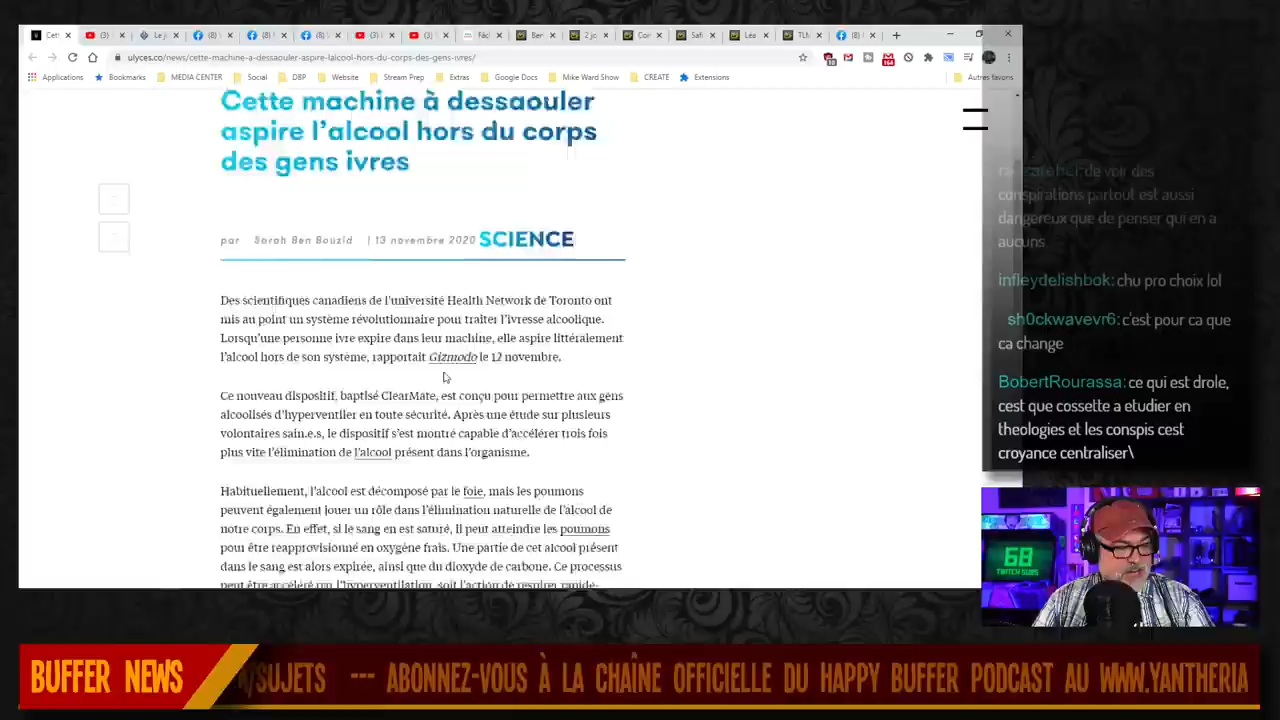 ulyces.co/news/cette-machine-a-dessaouler-aspire-lalcool-hors-du-corps-des-gens-ivres/
Applications Bookmarks MEDIA CENTER Social DBP Website Stream Prep Extras Google Docs Mike Ward Show CREATE Extensions Autres favoris
Cette machine à dessaouler
aspire l'alcool hors du corps
des gens ivres
par Sarah Ben Bouzid | 13 novembre 2020 SCIENCE
Des scientifiques canadiens de l'université Health Network de Toronto ont
mis au point un système révolutionnaire pour traiter l'ivresse alcoolique.
Lorsqu'une personne ivre expire dans leur machine, elle aspire littéralement
l'alcool hors de son système, rapportait Gizmodo le 12 novembre.
Ce nouveau dispositif, baptisé ClearMate, est conçu pour permettre aux gens
alcoolisés d'hyperventiler en toute sécurité. Après une étude sur plusieurs
volontaires sain.e.s, le dispositif s'est montré capable d'accélérer trois fois
plus vite l'élimination de l'alcool présent dans l'organisme.
Habituellement, l'alcool est décomposé par le foie, mais les poumons
peuvent également jouer un rôle dans l'élimination naturelle de l'alcool de
notre corps. En effet, si le sang en est saturé, il peut atteindre les poumons
pour être réapprovisionné en oxygène frais. Une partie de cet alcool présent
dans le sang est alors expirée, ainsi que du dioxyde de carbone. Ce processus
peut être accéléré par l'hyperventilation, soit l'action de respirer rapide-
de voir des
conspirations partout est aussi
dangereux que de penser qui en a
aucuns
infleydelishbok: chu pro choix lol
sh0ckwavevr6: c'est pour ca que
ca change
BobertRourassa: ce qui est drole,
cest que cossette a etudier en
theologies et les conspis cest
croyance centraliser\
68
TWITCH SUBS
BUFFER NEWS
/SUJETS --- ABONNEZ-VOUS À LA CHAÎNE OFFICIELLE DU HAPPY BUFFER PODCAST AU WWW.YANTHERIA